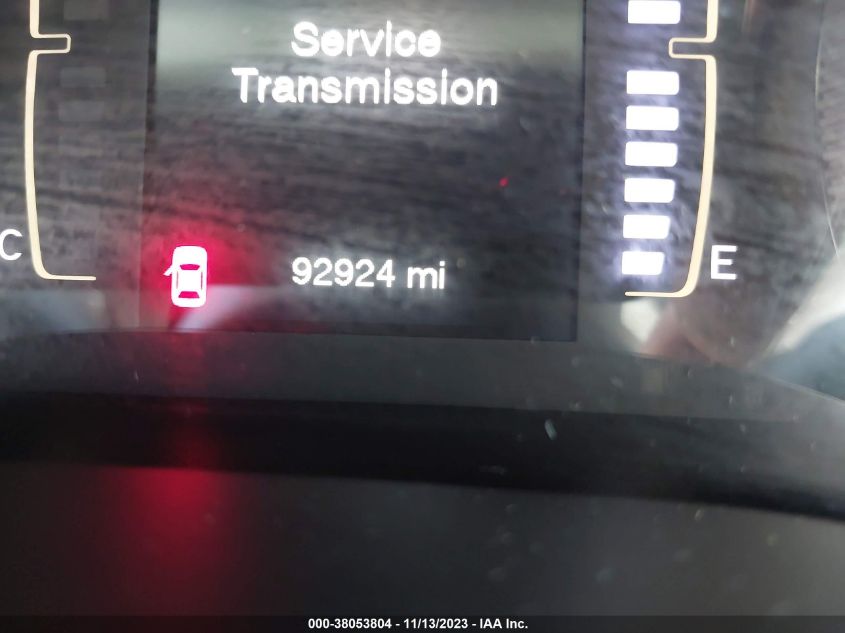 Service
Transmission
C
E
92924 mi
000-38053804 - 11/13/2023 - IAA Inc.